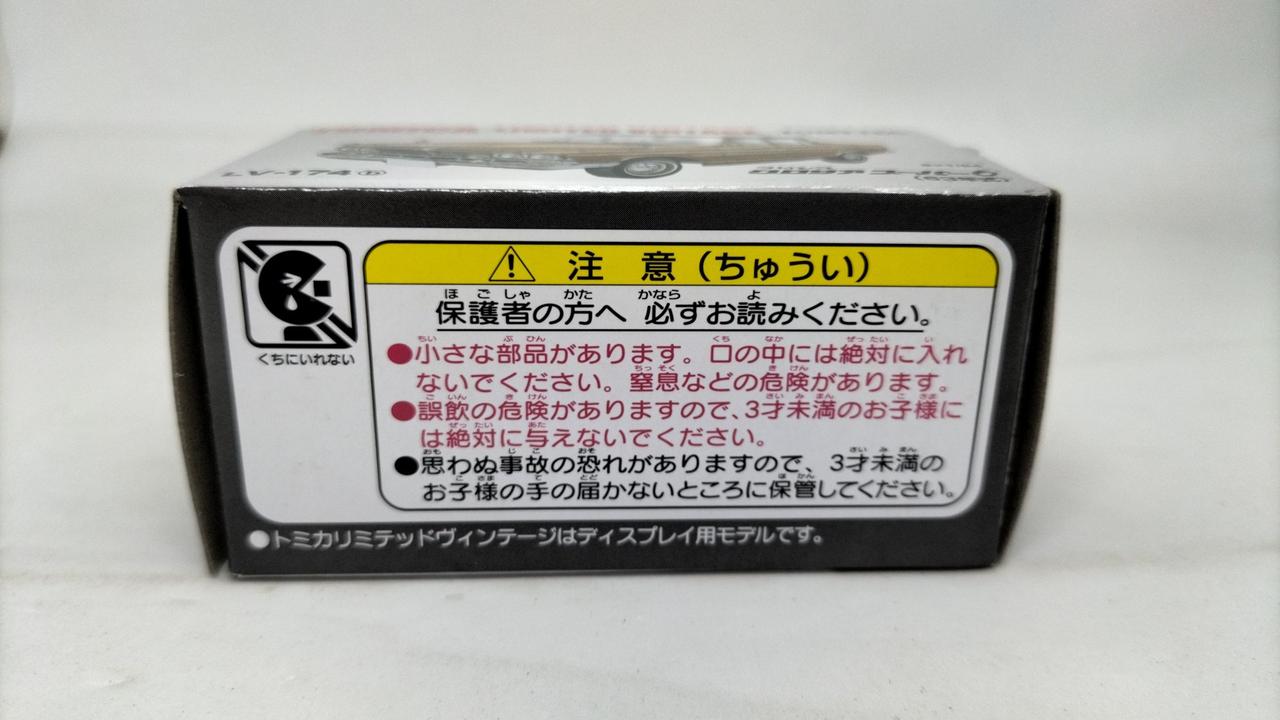 LV-174 b
くちにいれない
注 意 (ちゅうい)
保護者の方へ 必ずお読みください。
●小さな部品があります。口の中には絶対に入れ
ないでください。窒息などの危険があります。
●誤飲の危険がありますので、3才未満のお子様に
は絶対に与えないでください。
●思わぬ事故の恐れがありますので、3才未満の
お子様の手の届かないところに保管してください。
●トミカリミテッドヴィンテージはディスプレイ用モデルです。